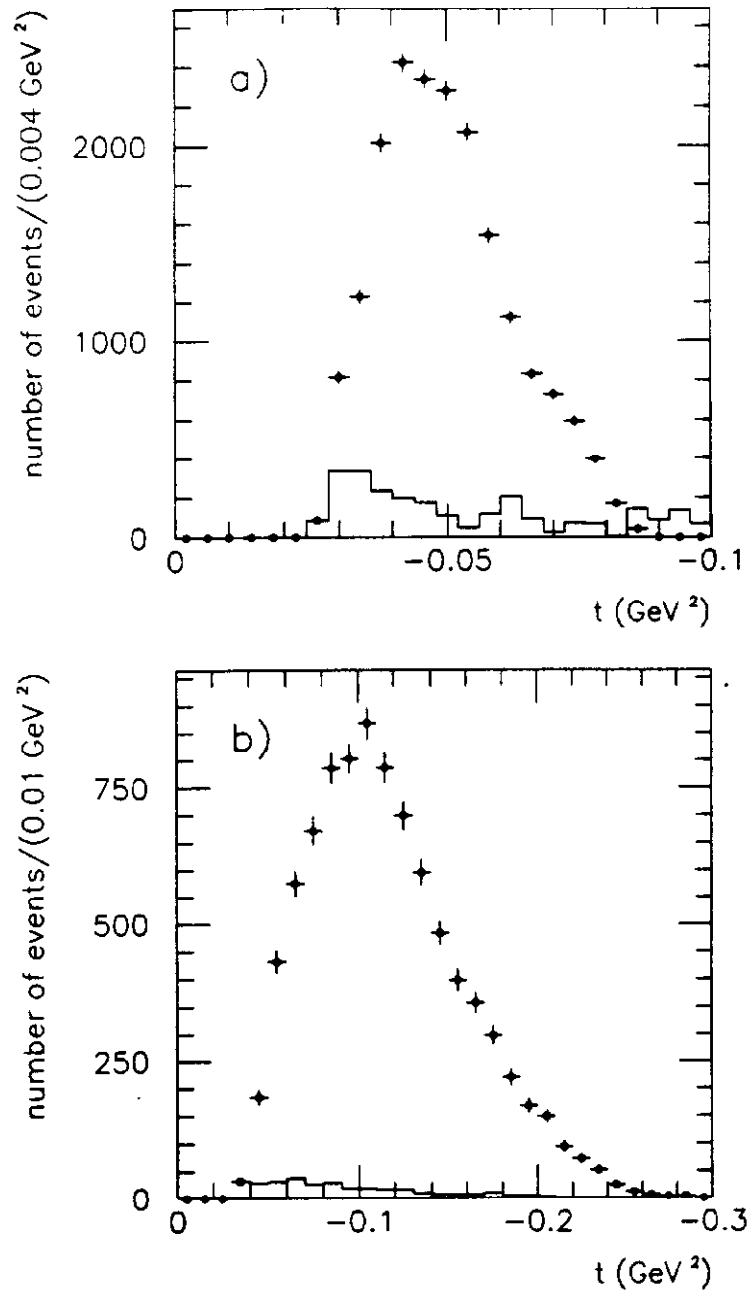 number of events/(0.004 GeV²)
a)
2000
1000
0
0
−0.05
−0.1
t (GeV²)
number of events/(0.01 GeV²)
b)
750
500
250
0
0
−0.1
−0.2
−0.3
t (GeV²)